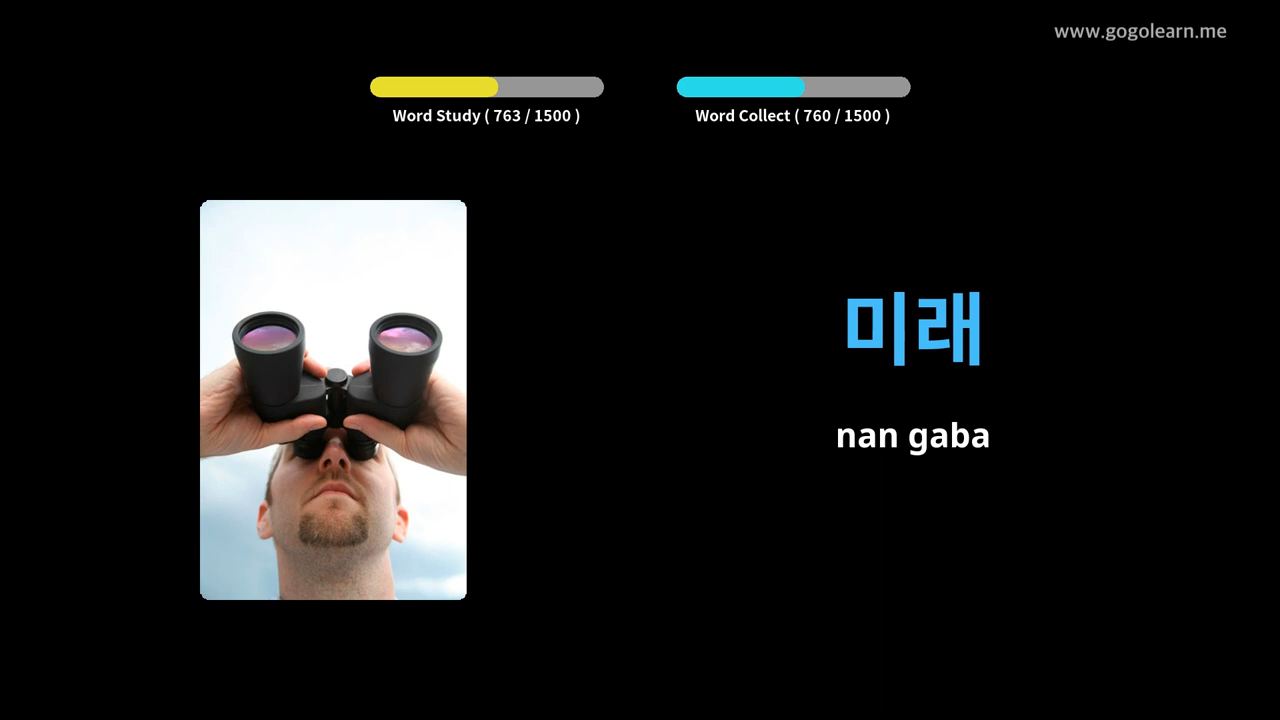 www.gogolearn.me
Word Study ( 763 / 1500 )
Word Collect ( 760 / 1500 )
미래
nan gaba